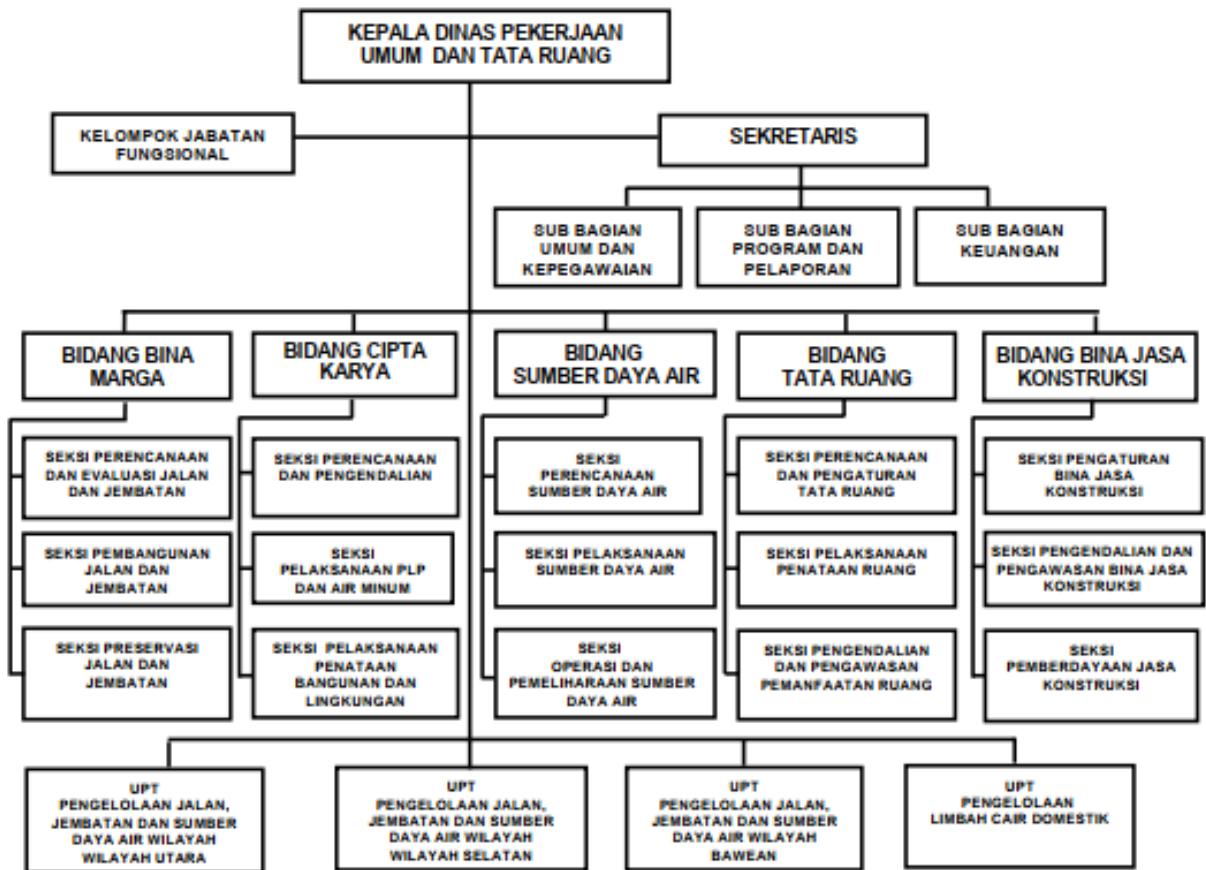 KEPALA DINAS PEKERJAAN
UMUM DAN TATA RUANG
KELOMPOK JABATAN
FUNGSIONAL
SEKRETARIS
SUB BAGIAN
UMUM DAN
KEPEGAWAIAN
SUB BAGIAN
PROGRAM DAN
PELAPORAN
SUB BAGIAN
KEUANGAN
BIDANG BINA
MARGA
BIDANG CIPTA
KARYA
BIDANG
SUMBER DAYA AIR
BIDANG
TATA RUANG
BIDANG BINA JASA
KONSTRUKSI
SEKSI PERENCANAAN
DAN EVALUASI JALAN
DAN JEMBATAN
SEKSI PERENCANAAN
DAN PENGENDALIAN
SEKSI
PERENCANAAN
SUMBER DAYA AIR
SEKSI PERENCANAAN
DAN PENGATURAN
TATA RUANG
SEKSI PENGATURAN
BINA JASA
KONSTRUKSI
SEKSI PEMBANGUNAN
JALAN DAN
JEMBATAN
SEKSI
PELAKSANAAN PLP
DAN AIR MINUM
SEKSI PELAKSANAAN
SUMBER DAYA AIR
SEKSI PELAKSANAAN
PENATAAN RUANG
SEKSI PENGENDALIAN DAN
PENGAWASAN BINA JASA
KONSTRUKSI
SEKSI PRESERVASI
JALAN DAN
JEMBATAN
SEKSI PELAKSANAAN
PENATAAN
BANGUNAN DAN
LINGKUNGAN
SEKSI
OPERASI DAN
PEMELIHARAAN SUMBER
DAYA AIR
SEKSI PENGENDALIAN
DAN PENGAWASAN
PEMANFAATAN RUANG
SEKSI
PEMBERDAYAAN JASA
KONSTRUKSI
UPT
PENGELOLAAN JALAN,
JEMBATAN DAN SUMBER
DAYA AIR WILAYAH
WILAYAH UTARA
UPT
PENGELOLAAN JALAN,
JEMBATAN DAN SUMBER
DAYA AIR WILAYAH
WILAYAH SELATAN
UPT
PENGELOLAAN JALAN,
JEMBATAN DAN SUMBER
DAYA AIR WILAYAH
BAWEAN
UPT
PENGELOLAAN
LIMBAH CAIR DOMESTIK